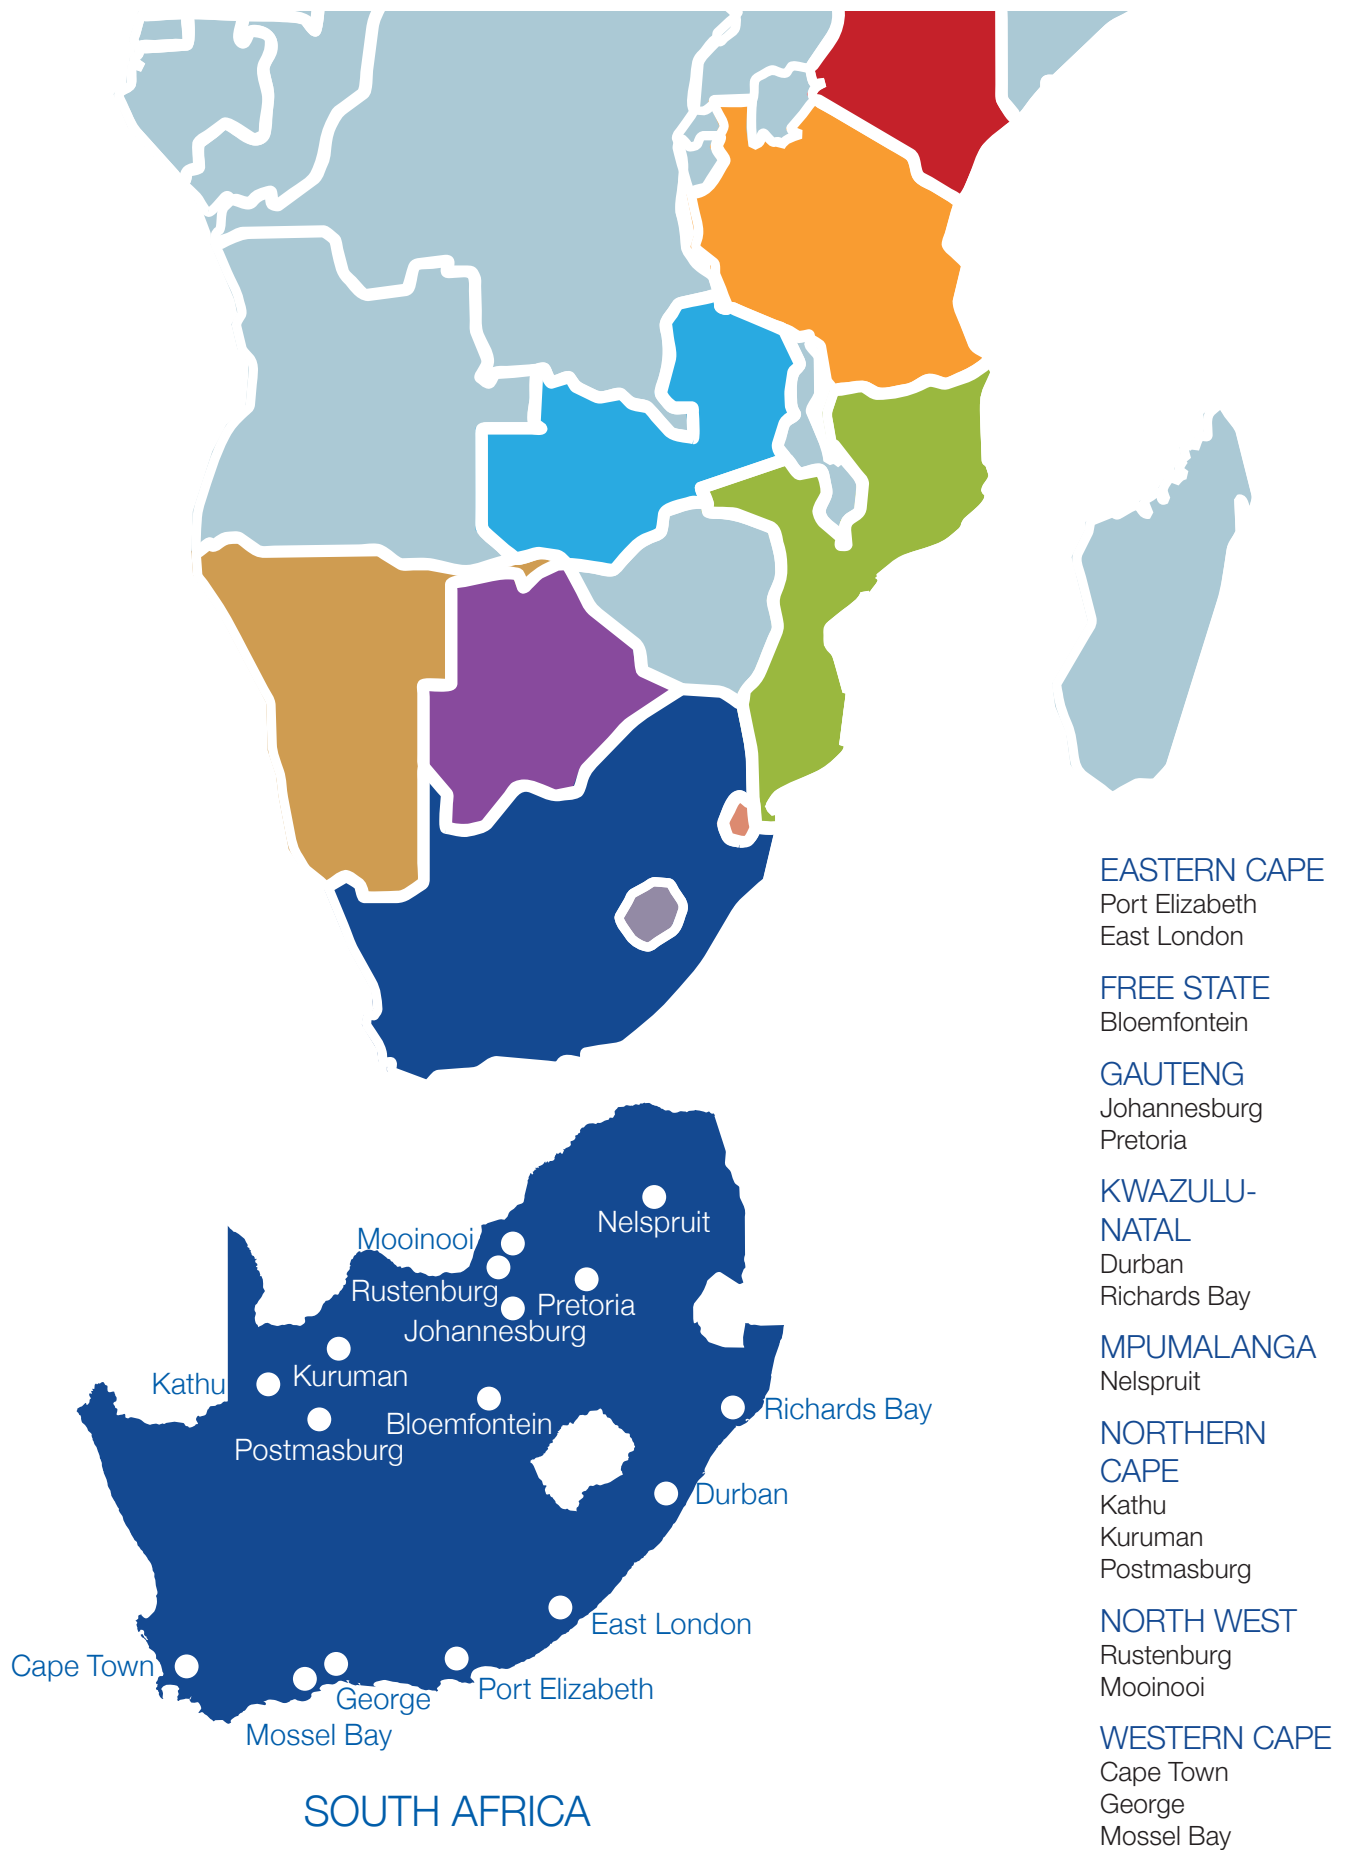 EASTERN CAPE
Port Elizabeth
East London
FREE STATE
Bloemfontein
GAUTENG
Johannesburg
Pretoria
KWAZULU-
NATAL
Durban
Richards Bay
MPUMALANGA
Nelspruit
NORTHERN
CAPE
Kathu
Kuruman
Postmasburg
NORTH WEST
Rustenburg
Mooinooi
WESTERN CAPE
Cape Town
George
Mossel Bay
Nelspruit
Mooinooi
Rustenburg
Pretoria
Johannesburg
Kuruman
Kathu
Bloemfontein
Richards Bay
Postmasburg
Durban
East London
Cape Town
Port Elizabeth
George
Mossel Bay
SOUTH AFRICA